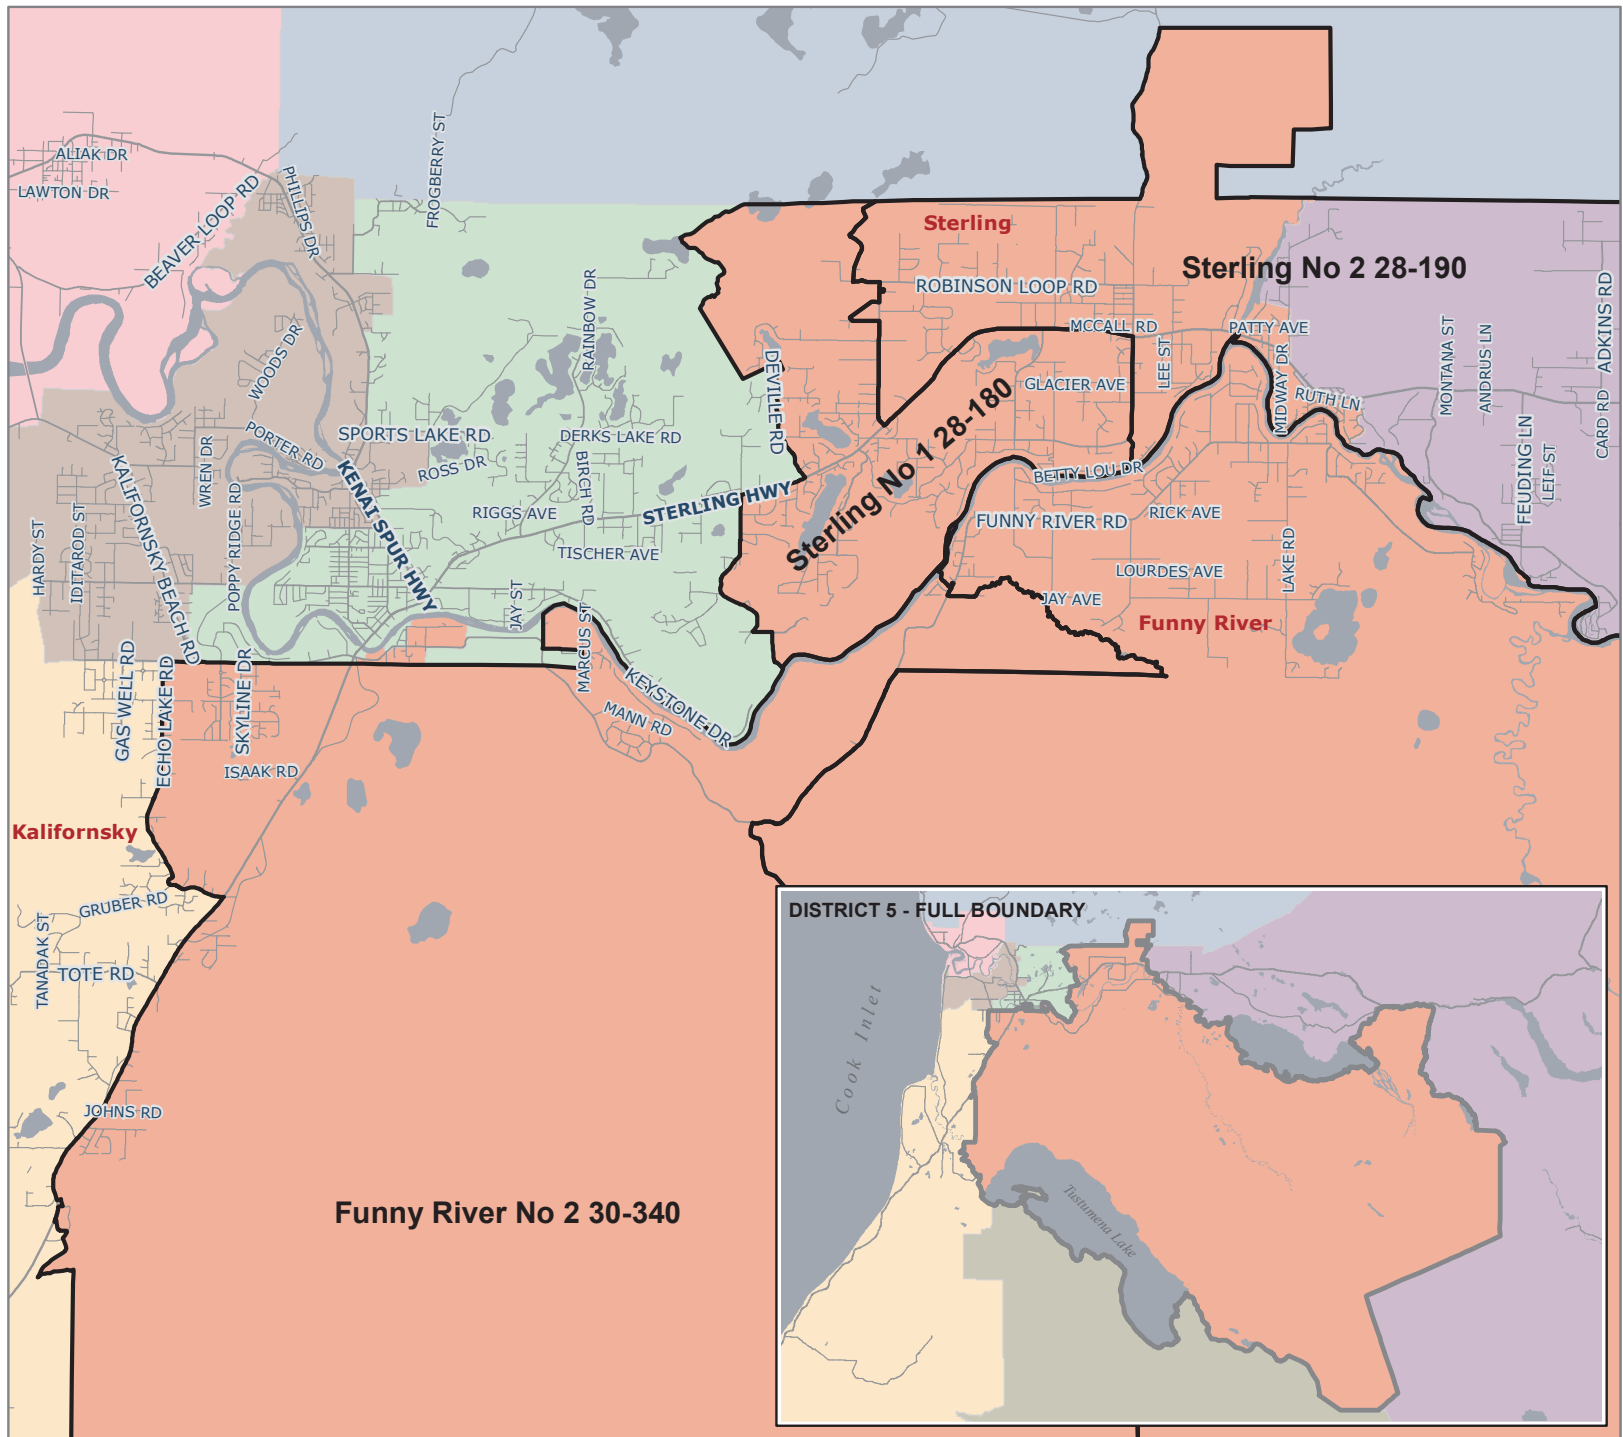 ALIAK DR
LAWTON DR
BEAVER LOOP RD
PHILLIPS DR
FROGBERRY ST
Sterling
Sterling No 2 28-190
ROBINSON LOOP RD
MCCALL RD
PATTY AVE
ADKINS RD
RAINBOW DR
WOODS DR
DEVILLE RD
LEE ST
MIDWAY DR
MONTANA ST
ANDRUS LN
GLACIER AVE
RUTH LN
CARD RD
FEUDING LN
LEIF ST
SPORTS LAKE RD
DERKS LAKE RD
PORTER RD
ROSS DR
WREN DR
BIRCH RD
KALIFORNSKY BEACH RD
KENAI SPUR HWY
STERLING HWY
Sterling No 1 28-180
BETTY LOU DR
RIGGS AVE
FUNNY RIVER RD
RICK AVE
HARDY ST
IDITAROD ST
POPPY RIDGE RD
TISCHER AVE
LAKE RD
LOURDES AVE
JAY ST
JAY AVE
Funny River
MARCUS ST
GAS WELL RD
ECHO LAKE RD
SKYLINE DR
KEYSTONE DR
MANN RD
ISAAK RD
Kalifornsky
GRUBER RD
TANADAK ST
TOTE RD
JOHNS RD
Funny River No 2 30-340
DISTRICT 5 - FULL BOUNDARY
Cook Inlet
Tustumena Lake